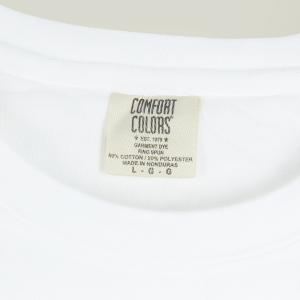 COMFORT
COLORS®
★ EST. 1975 ★
GARMENT DYE
RING SPUN
80% COTTON / 20% POLYESTER
MADE IN HONDURAS
L - G - G